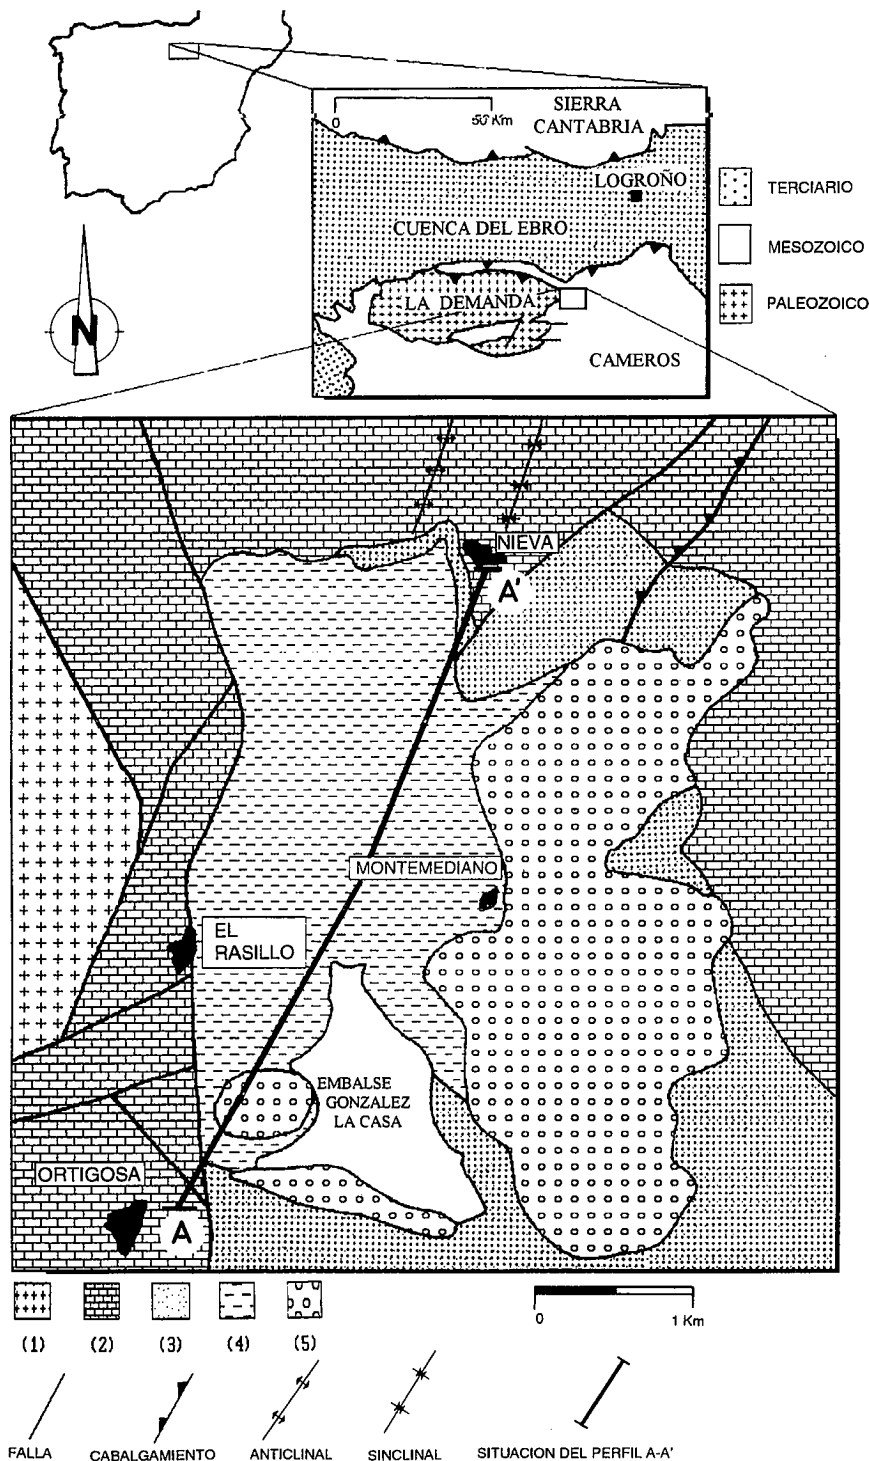 SIERRA
CANTABRIA
0 50 Km
LOGROÑO
CUENCA DEL EBRO
LA DEMANDA
CAMEROS
TERCIARIO
MESOZOICO
PALEOZOICO
N
NIEVA
A'
MONTEMEDIANO
EL
RASILLO
EMBALSE
GONZALEZ
LA CASA
ORTIGOSA
A
(1) (2) (3) (4) (5)
0 1 Km
FALLA CABALGAMIENTO ANTICLINAL SINCLINAL SITUACION DEL PERFIL A-A'